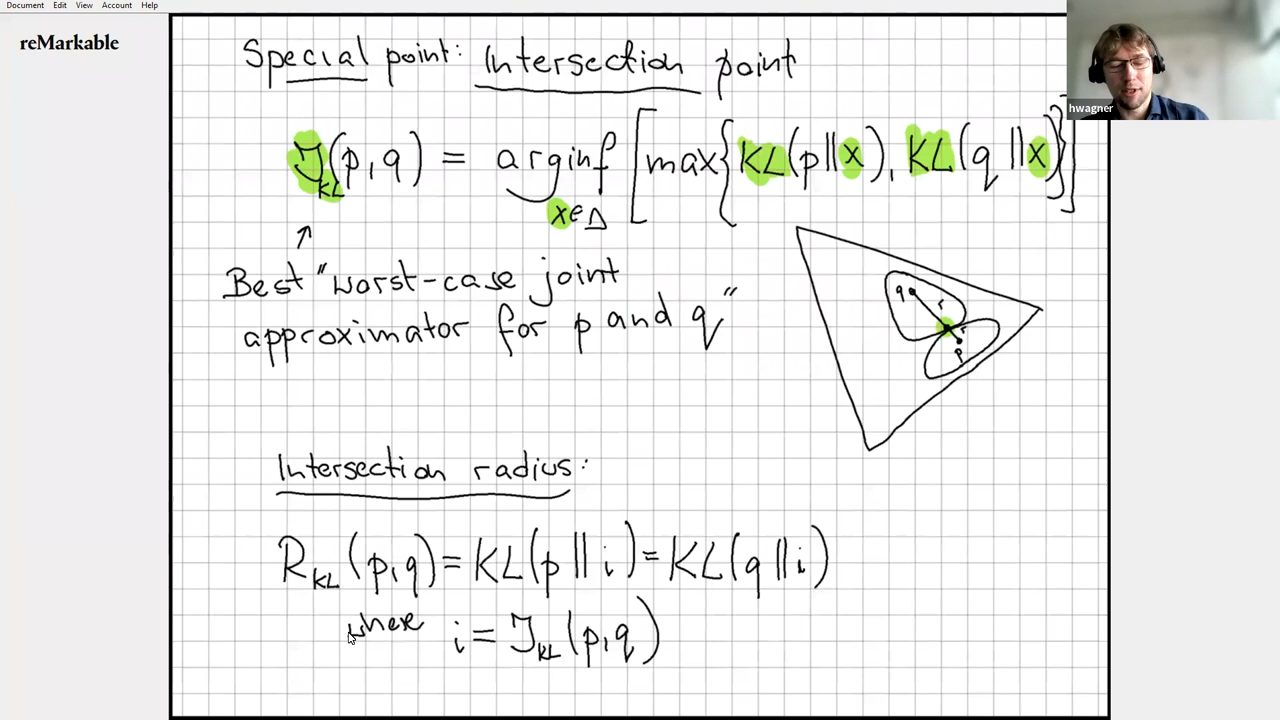 Document Edit View Account Help
reMarkable
hwagner
Special point: Intersection point
ℐ_KL(p,q) = arginf_{x∈Δ} [max{KL(p||x), KL(q||x)}]
Best "worst-case joint
approximator for p and q"
q r
r
p
Intersection radius:
R_KL(p,q) = KL(p||i) = KL(q||i)
where i = ℐ_KL(p,q)